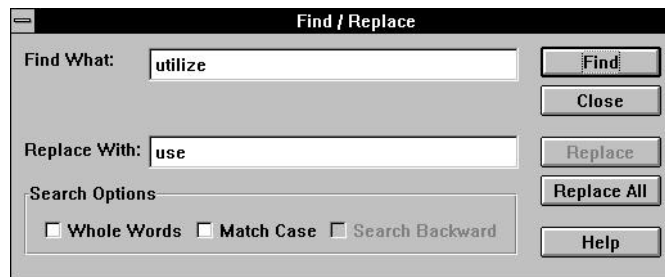 Find / Replace
Find What: utilize Find
Close
Replace With: use Replace
Search Options Replace All
Whole Words Match Case Search Backward
Help